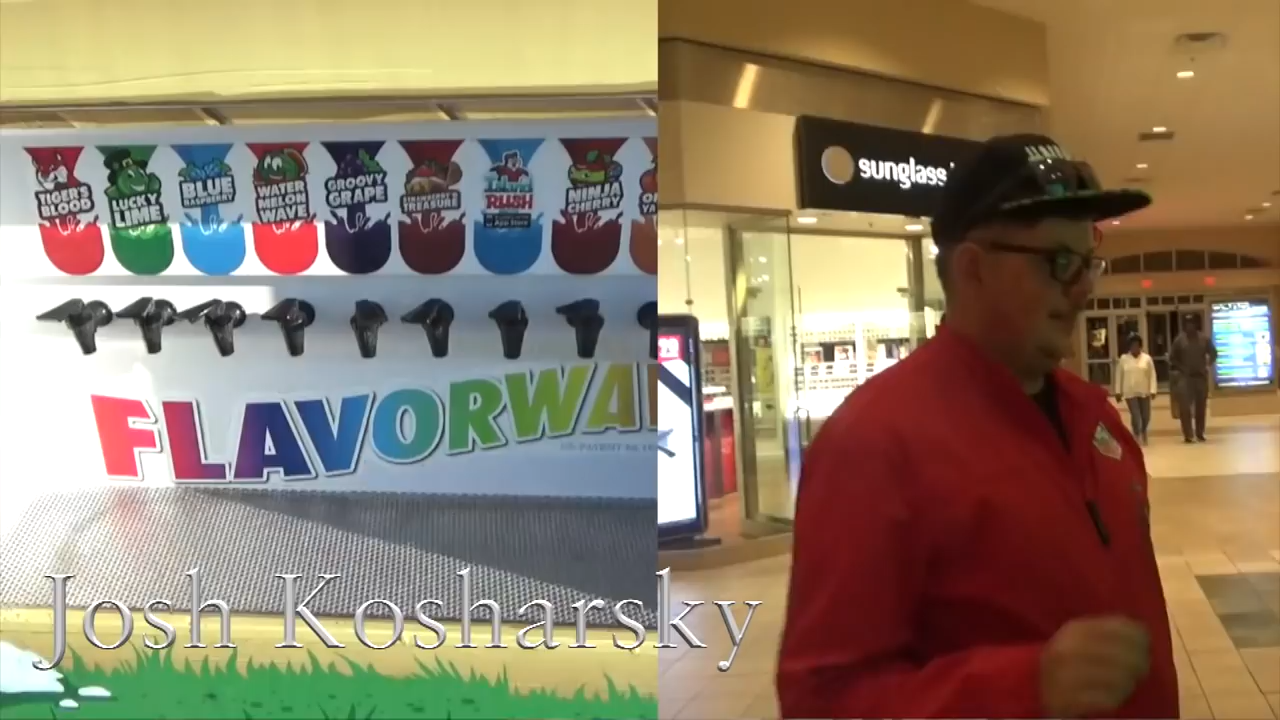 TIGER'S
BLOOD
LUCKY
LIME
BLUE
RASPBERRY
WATER
MELON
WAVE
GROOVY
GRAPE
TREASURE
Island
RUSH
App Store
NINJA
CHERRY
FLAVORWA
sunglass
Josh Kosharsky